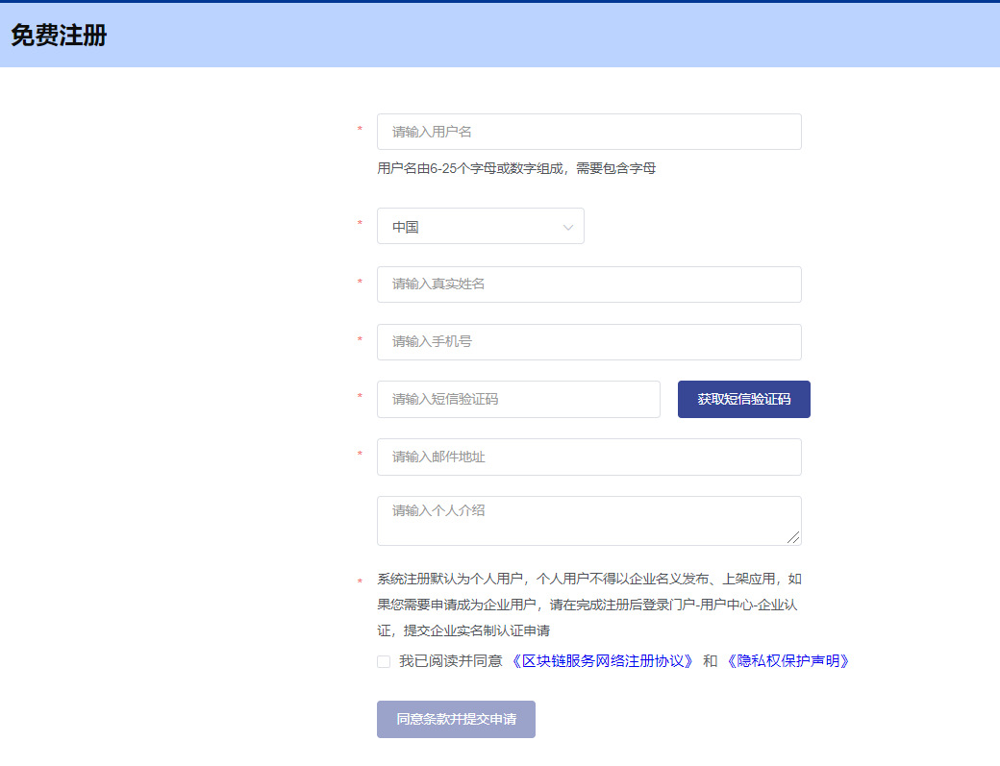 免费注册
* 请输入用户名
用户名由6-25个字母或数字组成，需要包含字母
* 中国
* 请输入真实姓名
* 请输入手机号
* 请输入短信验证码 获取短信验证码
* 请输入邮件地址
请输入个人介绍
* 系统注册默认为个人用户，个人用户不得以企业名义发布、上架应用，如
果您需要申请成为企业用户，请在完成注册后登录门户-用户中心-企业认
证，提交企业实名制认证申请
我已阅读并同意 《区块链服务网络注册协议》 和 《隐私权保护声明》
同意条款并提交申请